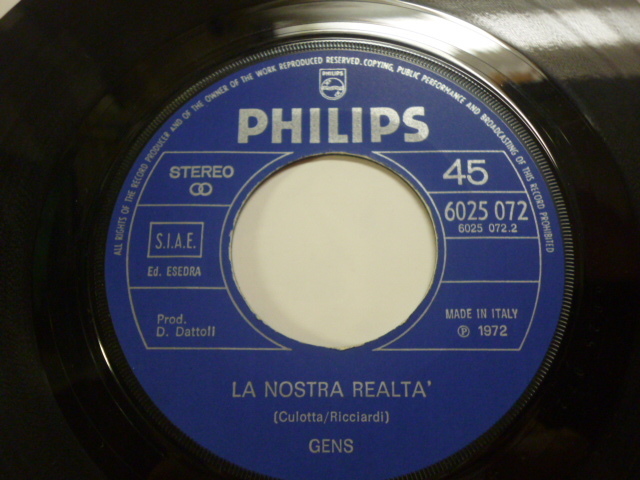 ALL RIGHTS OF THE RECORD PRODUCER AND OF THE OWNER OF THE WORK REPRODUCED RESERVED. COPYING, PUBLIC PERFORMANCE AND BROADCASTING OF THIS RECORD PROHIBITED
PHILIPS
PHILIPS
STEREO
45
6025 072
6025 072.2
S.I.A.E.
Ed. ESEDRA
Prod.
D. Dattoli
MADE IN ITALY
℗ 1972
LA NOSTRA REALTA'
(Culotta/Ricciardi)
GENS